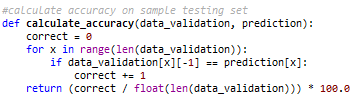 #calculate accuracy on sample testing set
def calculate_accuracy(data_validation, prediction):
    correct = 0
    for x in range(len(data_validation)):
        if data_validation[x][-1] == prediction[x]:
            correct += 1
    return (correct / float(len(data_validation))) * 100.0